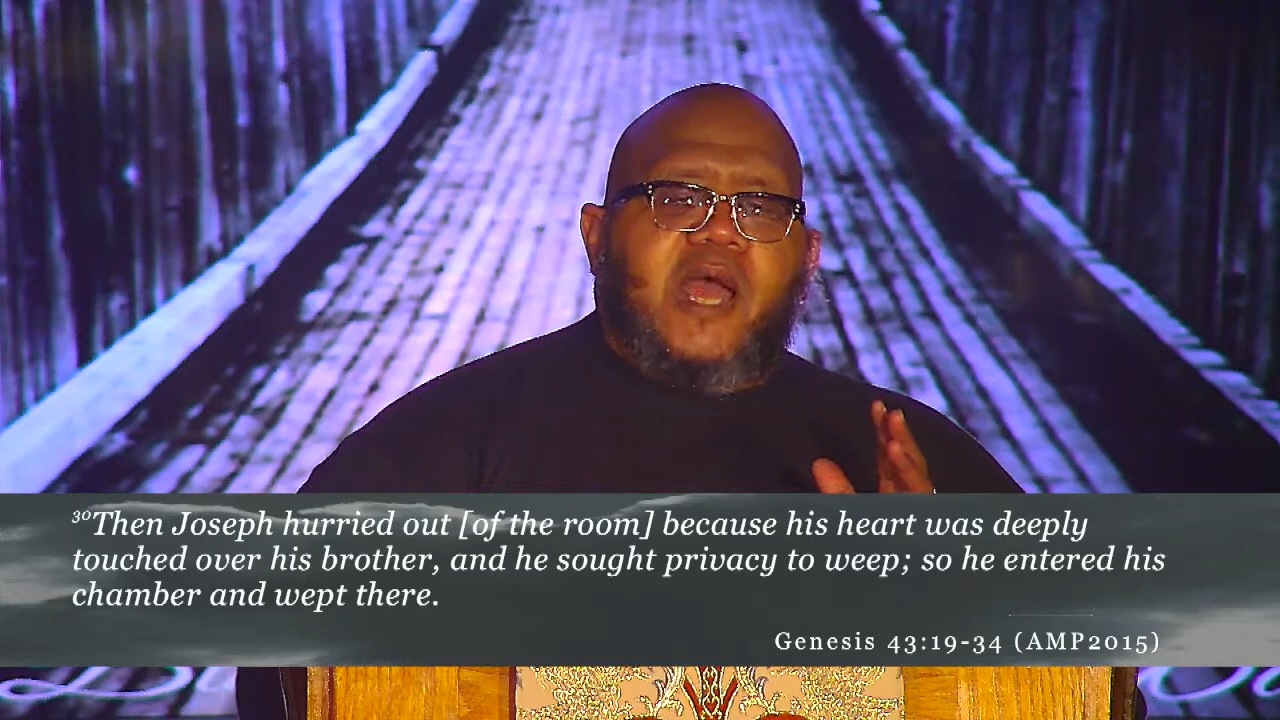 ³⁰Then Joseph hurried out [of the room] because his heart was deeply
touched over his brother, and he sought privacy to weep; so he entered his
chamber and wept there.
Genesis 43:19-34 (AMP2015)